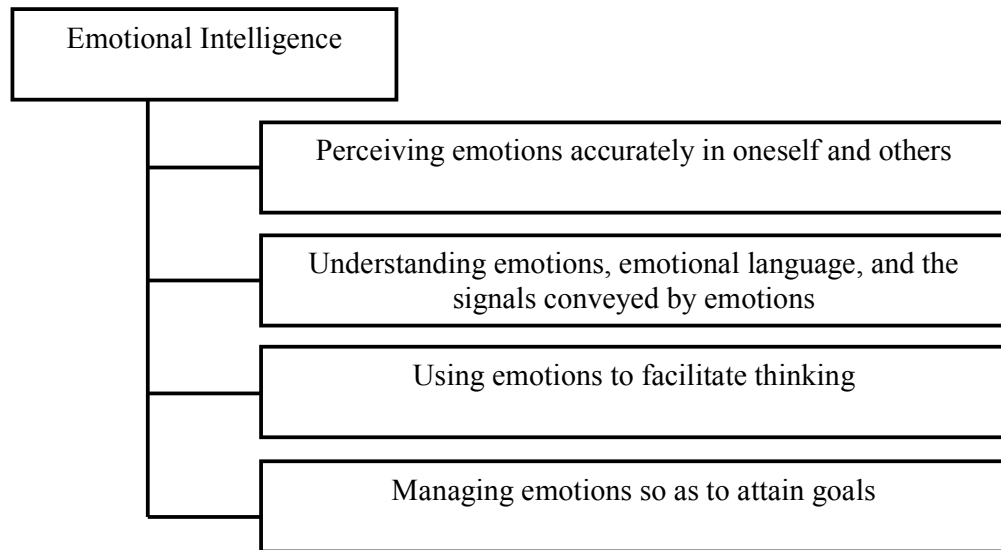 Emotional Intelligence
Perceiving emotions accurately in oneself and others
Understanding emotions, emotional language, and the
signals conveyed by emotions
Using emotions to facilitate thinking
Managing emotions so as to attain goals